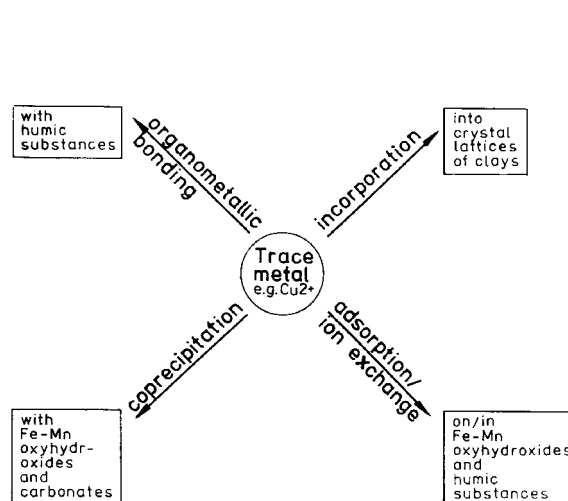 with
humic
substances
organometallic
bonding
incorporation
into
crystal
lattices
of clays
Trace
metal
e.g. Cu2+
coprecipitation
adsorption/
ion exchange
with
Fe-Mn
oxyhydr-
oxides
and
carbonates
on/in
Fe-Mn
oxyhydroxides
and
humic
substances